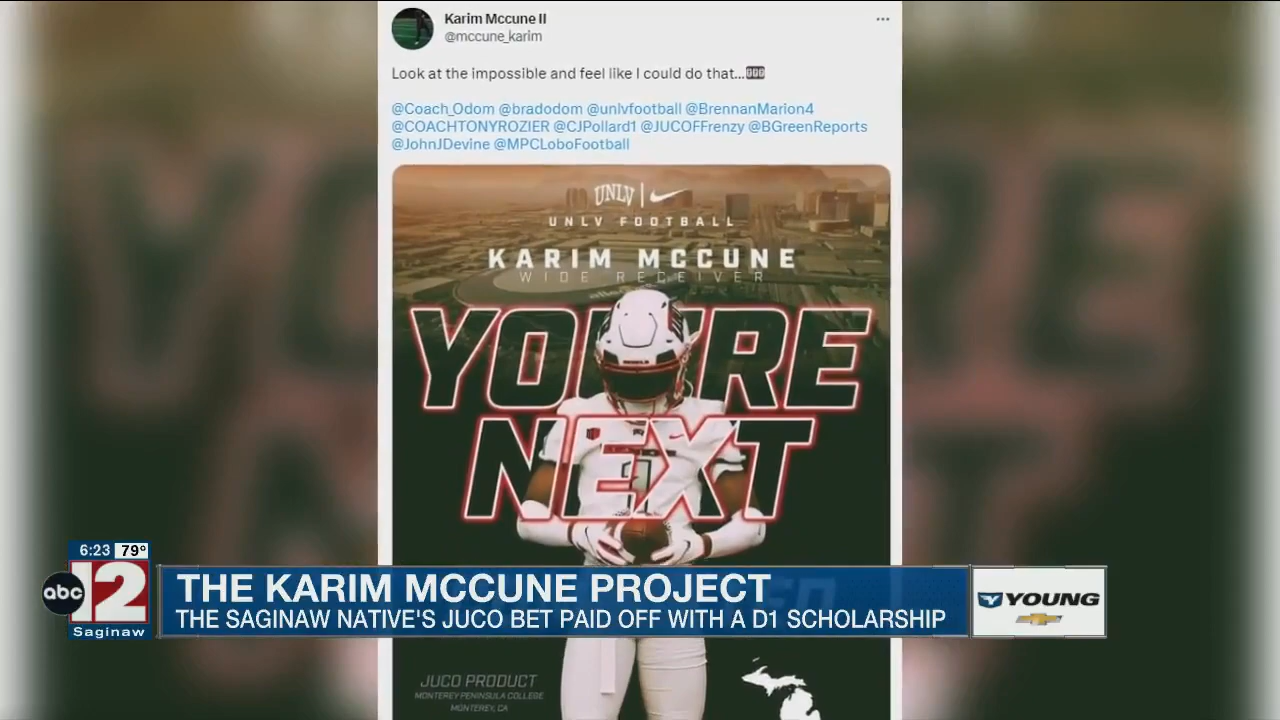 Karim Mccune II
@mccune_karim
Look at the impossible and feel like I could do that...
@Coach_Odom @bradodom @unlvfootball @BrennanMarion4
@COACHTONYROZIER @CJPollard1 @JUCOFFrenzy @BGreenReports
@JohnJDevine @MPCLoboFootball
UNLV
UNLV FOOTBALL
KARIM MCCUNE
WIDE RECEIVER
YOU'RE
NEXT
6:23 79°
abc 12
Saginaw
THE KARIM MCCUNE PROJECT
THE SAGINAW NATIVE'S JUCO BET PAID OFF WITH A D1 SCHOLARSHIP
YOUNG
JUCO PRODUCT
MONTEREY PENINSULA COLLEGE
MONTEREY, CA